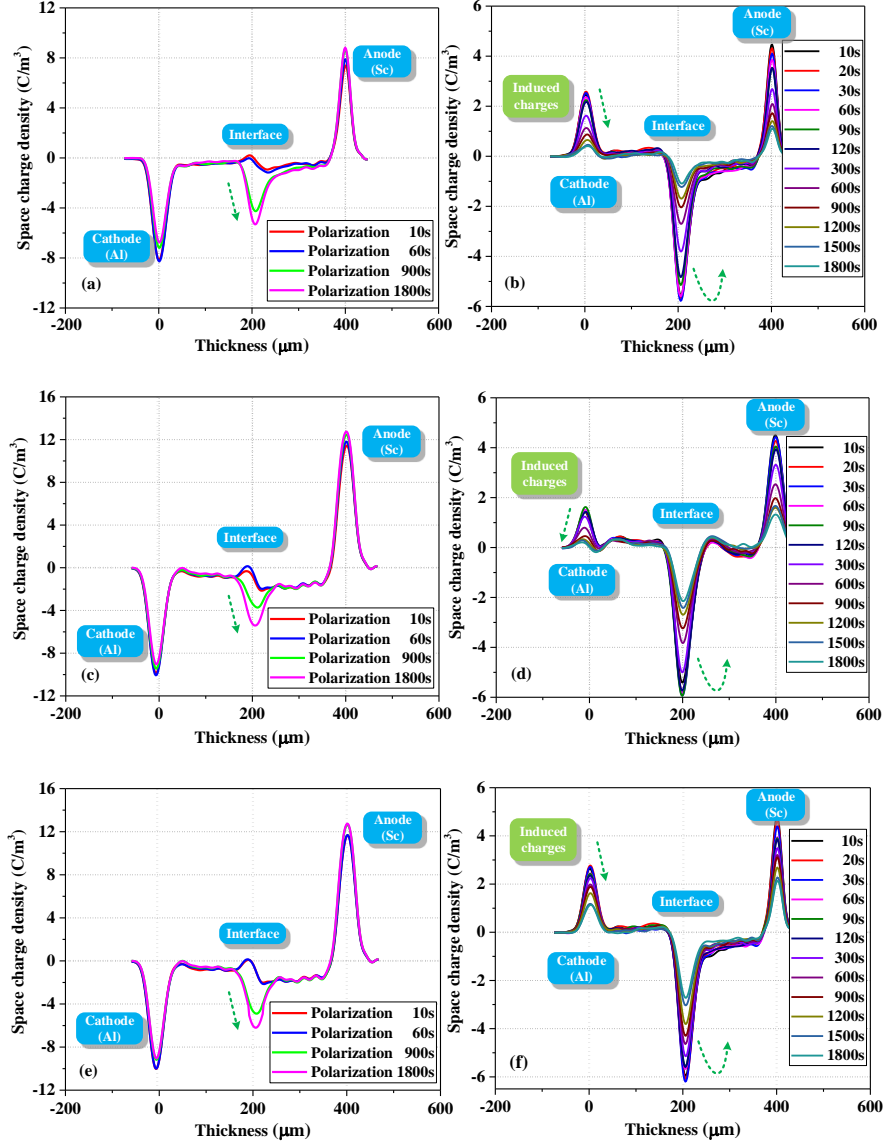 12
8
4
0
-4
-8
-12
-200
0
200
400
600
Space charge density (C/m³)
Thickness (μm)
Anode
(Sc)
Interface
Cathode
(Al)
(a)
Polarization 10s
Polarization 60s
Polarization 900s
Polarization 1800s
6
4
2
0
-2
-4
-6
-200
0
200
400
600
Space charge density (C/m³)
Thickness (μm)
Anode
(Sc)
Induced
charges
Interface
Cathode
(Al)
(b)
10s
20s
30s
60s
90s
120s
300s
600s
900s
1200s
1500s
1800s
16
12
8
4
0
-4
-8
-12
-200
0
200
400
600
Space charge density (C/m³)
Thickness (μm)
Anode
(Sc)
Interface
Cathode
(Al)
(c)
Polarization 10s
Polarization 60s
Polarization 900s
Polarization 1800s
6
4
2
0
-2
-4
-6
-200
0
200
400
600
Space charge density (C/m³)
Thickness (μm)
Anode
(Sc)
Induced
charges
Interface
Cathode
(Al)
(d)
10s
20s
30s
60s
90s
120s
300s
600s
900s
1200s
1500s
1800s
16
12
8
4
0
-4
-8
-12
-200
0
200
400
600
Space charge density (C/m³)
Thickness (μm)
Anode
(Sc)
Interface
Cathode
(Al)
(e)
Polarization 10s
Polarization 60s
Polarization 900s
Polarization 1800s
6
4
2
0
-2
-4
-6
-200
0
200
400
600
Space charge density (C/m³)
Thickness (μm)
Anode
(Sc)
Induced
charges
Interface
Cathode
(Al)
(f)
10s
20s
30s
60s
90s
120s
300s
600s
900s
1200s
1500s
1800s